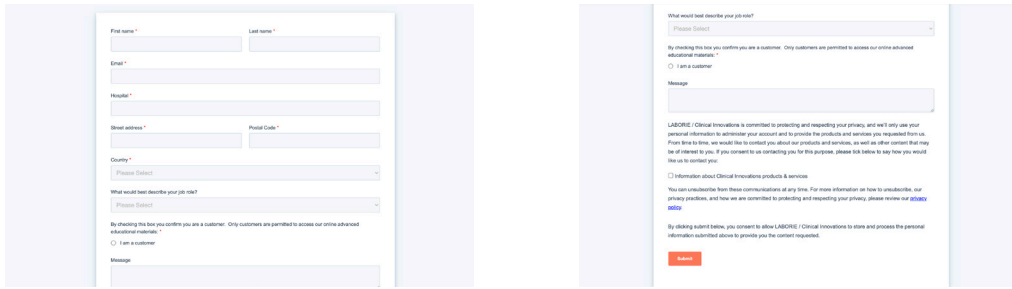 First name * Last name *
Email *
Hospital *
Street address * Postal Code *
Country *
Please Select
What would best describe your job role?
Please Select
By checking this box you confirm you are a customer. Only customers are permitted to access our online advanced
educational materials: *
I am a customer
Message
What would best describe your job role?
Please Select
By checking this box you confirm you are a customer. Only customers are permitted to access our online advanced
educational materials: *
I am a customer
Message
LABORIE / Clinical Innovations is committed to protecting and respecting your privacy, and we'll only use your
personal information to administer your account and to provide the products and services you requested from us.
From time to time, we would like to contact you about our products and services, as well as other content that may
be of interest to you. If you consent to us contacting you for this purpose, please tick below to say how you would
like us to contact you:
Information about Clinical Innovations products & services
You can unsubscribe from these communications at any time. For more information on how to unsubscribe, our
privacy practices, and how we are committed to protecting and respecting your privacy, please review our privacy
policy.
By clicking submit below, you consent to allow LABORIE / Clinical Innovations to store and process the personal
information submitted above to provide you the content requested.
Submit